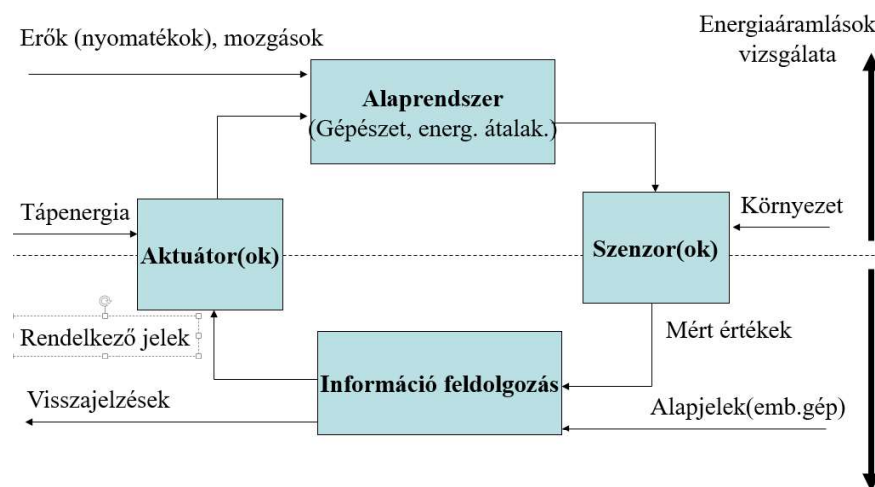 Energiaáramlások
vizsgálata
Erők (nyomatékok), mozgások
Alaprendszer
(Gépészet, energ. átalak.)
Tápenergia
Aktuátor(ok)
Szenzor(ok)
Környezet
Rendelkező jelek
Mért értékek
Információ feldolgozás
Visszajelzések
Alapjelek(emb.gép)